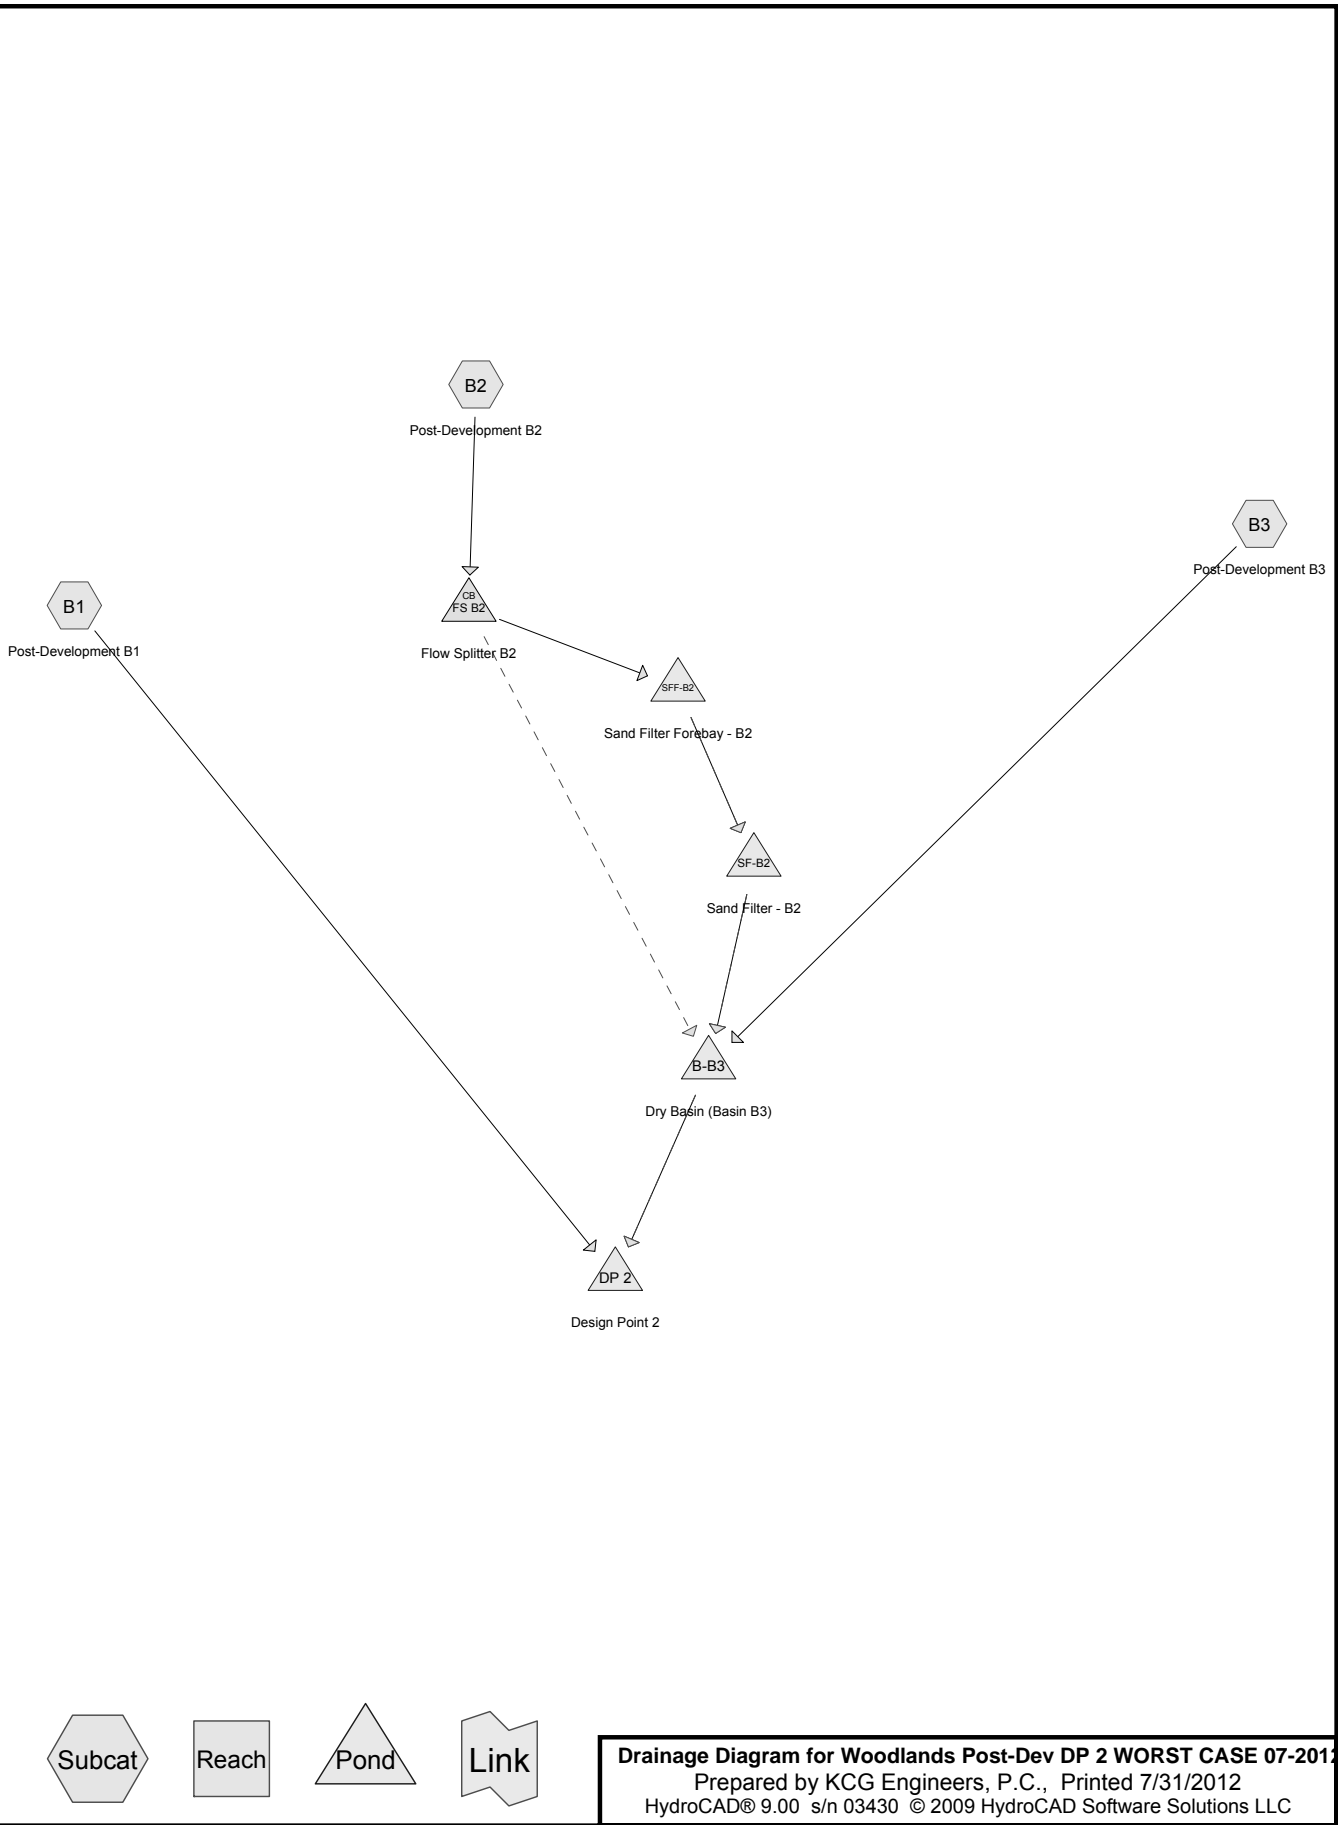 B2
Post-Development B2
B3
Post-Development B3
CB
FS B2
Flow Splitter B2
B1
Post-Development B1
SFF-B2
Sand Filter Forebay - B2
SF-B2
Sand Filter - B2
B-B3
Dry Basin (Basin B3)
DP 2
Design Point 2
Subcat
Reach
Pond
Link
Drainage Diagram for Woodlands Post-Dev DP 2 WORST CASE 07-2012
Prepared by KCG Engineers, P.C., Printed 7/31/2012
HydroCAD® 9.00 s/n 03430 © 2009 HydroCAD Software Solutions LLC